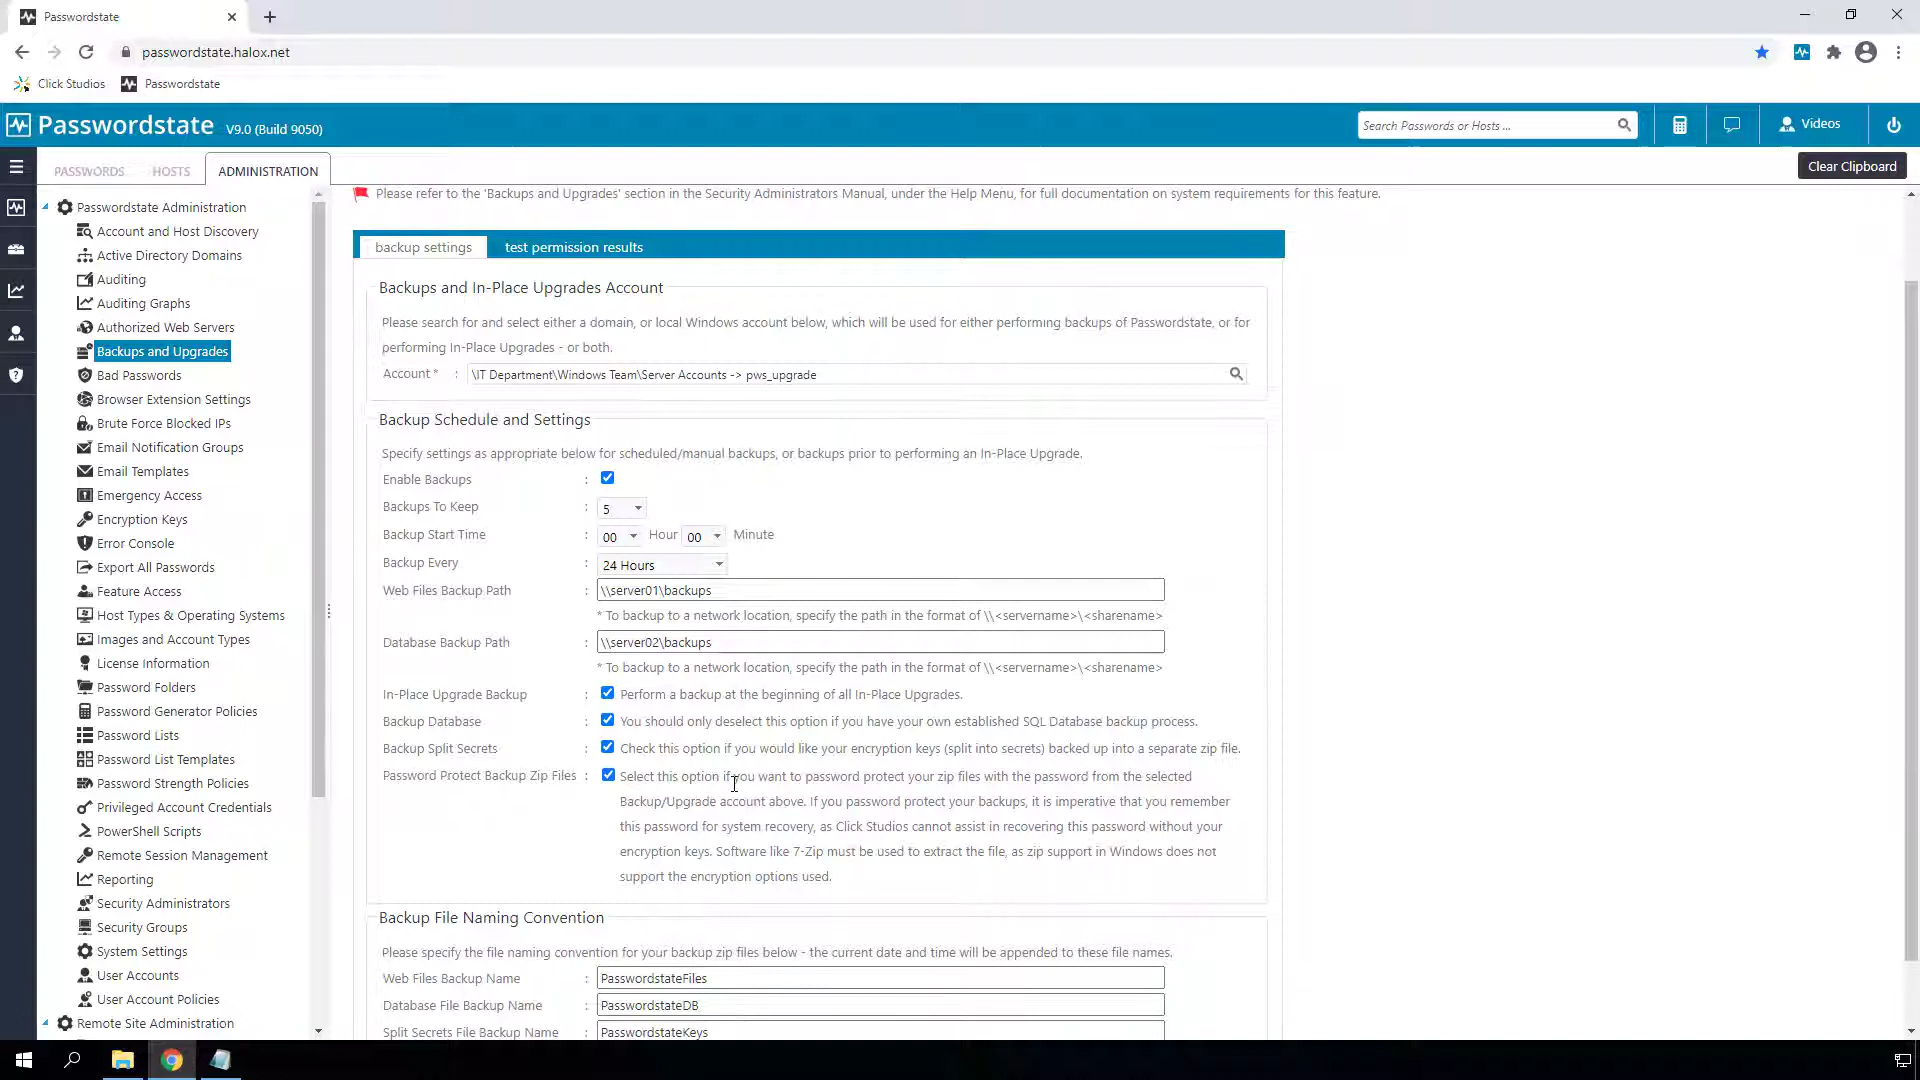 Passwordstate
passwordstate.halox.net
Click Studios
Passwordstate
Passwordstate V9.0 (Build 9050)
Search Passwords or Hosts ...
Videos
PASSWORDS
HOSTS
ADMINISTRATION
Clear Clipboard
Passwordstate Administration
Account and Host Discovery
Active Directory Domains
Auditing
Auditing Graphs
Authorized Web Servers
Backups and Upgrades
Bad Passwords
Browser Extension Settings
Brute Force Blocked IPs
Email Notification Groups
Email Templates
Emergency Access
Encryption Keys
Error Console
Export All Passwords
Feature Access
Host Types & Operating Systems
Images and Account Types
License Information
Password Folders
Password Generator Policies
Password Lists
Password List Templates
Password Strength Policies
Privileged Account Credentials
PowerShell Scripts
Remote Session Management
Reporting
Security Administrators
Security Groups
System Settings
User Accounts
User Account Policies
Remote Site Administration
Please refer to the 'Backups and Upgrades' section in the Security Administrators Manual, under the Help Menu, for full documentation on system requirements for this feature.
backup settings
test permission results
Backups and In-Place Upgrades Account
Please search for and select either a domain, or local Windows account below, which will be used for either performing backups of Passwordstate, or for
performing In-Place Upgrades - or both.
Account * : \IT Department\Windows Team\Server Accounts -> pws_upgrade
Backup Schedule and Settings
Specify settings as appropriate below for scheduled/manual backups, or backups prior to performing an In-Place Upgrade.
Enable Backups :
Backups To Keep : 5
Backup Start Time : 00 Hour 00 Minute
Backup Every : 24 Hours
Web Files Backup Path : \\server01\backups
* To backup to a network location, specify the path in the format of \\<servername>\<sharename>
Database Backup Path : \\server02\backups
* To backup to a network location, specify the path in the format of \\<servername>\<sharename>
In-Place Upgrade Backup : Perform a backup at the beginning of all In-Place Upgrades.
Backup Database : You should only deselect this option if you have your own established SQL Database backup process.
Backup Split Secrets : Check this option if you would like your encryption keys (split into secrets) backed up into a separate zip file.
Password Protect Backup Zip Files : Select this option if you want to password protect your zip files with the password from the selected
Backup/Upgrade account above. If you password protect your backups, it is imperative that you remember
this password for system recovery, as Click Studios cannot assist in recovering this password without your
encryption keys. Software like 7-Zip must be used to extract the file, as zip support in Windows does not
support the encryption options used.
Backup File Naming Convention
Please specify the file naming convention for your backup zip files below - the current date and time will be appended to these file names.
Web Files Backup Name : PasswordstateFiles
Database File Backup Name : PasswordstateDB
Split Secrets File Backup Name : PasswordstateKeys